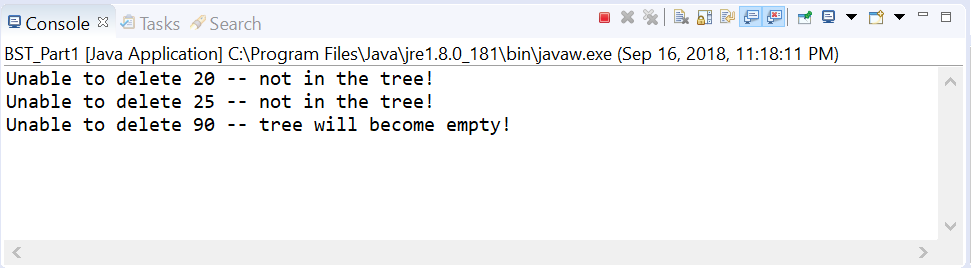 Console Tasks Search
BST_Part1 [Java Application] C:\Program Files\Java\jre1.8.0_181\bin\javaw.exe (Sep 16, 2018, 11:18:11 PM)
Unable to delete 20 -- not in the tree!
Unable to delete 25 -- not in the tree!
Unable to delete 90 -- tree will become empty!